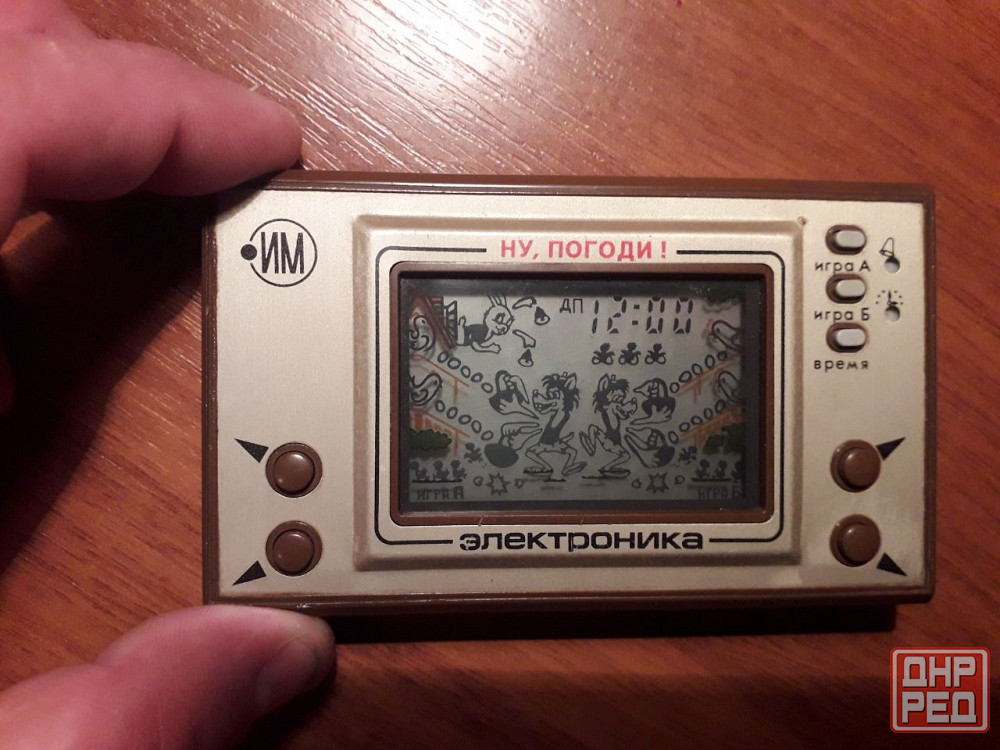 ИМ
НУ, ПОГОДИ!
ДП 12:00
игра А
игра Б
время
ИГРА А
ИГРА Б
электроника
ДНР
РЕД